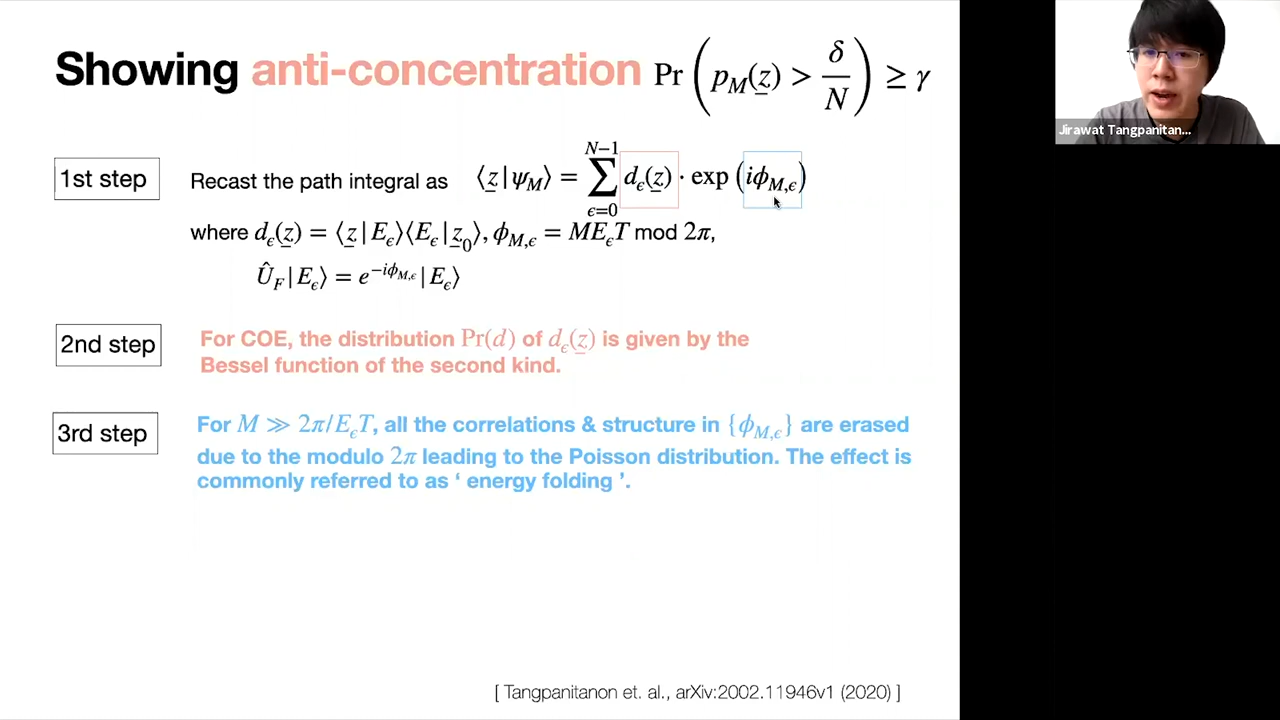 Showing anti-concentration Pr ( p_M(z̲) > δ/N ) ≥ γ
1st step
Recast the path integral as ⟨z̲|ψ_M⟩ = ∑_{ϵ=0}^{N−1} d_ϵ(z̲) · exp (iϕ_{M,ϵ})
where d_ϵ(z̲) = ⟨z̲|E_ϵ⟩⟨E_ϵ|z̲_0⟩, ϕ_{M,ϵ} = ME_ϵT mod 2π,
Û_F|E_ϵ⟩ = e^{−iϕ_{M,ϵ}}|E_ϵ⟩
2nd step
For COE, the distribution Pr(d) of d_ϵ(z̲) is given by the
Bessel function of the second kind.
3rd step
For M ≫ 2π/E_ϵT, all the correlations & structure in {ϕ_{M,ϵ}} are erased
due to the modulo 2π leading to the Poisson distribution. The effect is
commonly referred to as ‘ energy folding ’.
[ Tangpanitanon et. al., arXiv:2002.11946v1 (2020) ]
Jirawat Tangpanitan...